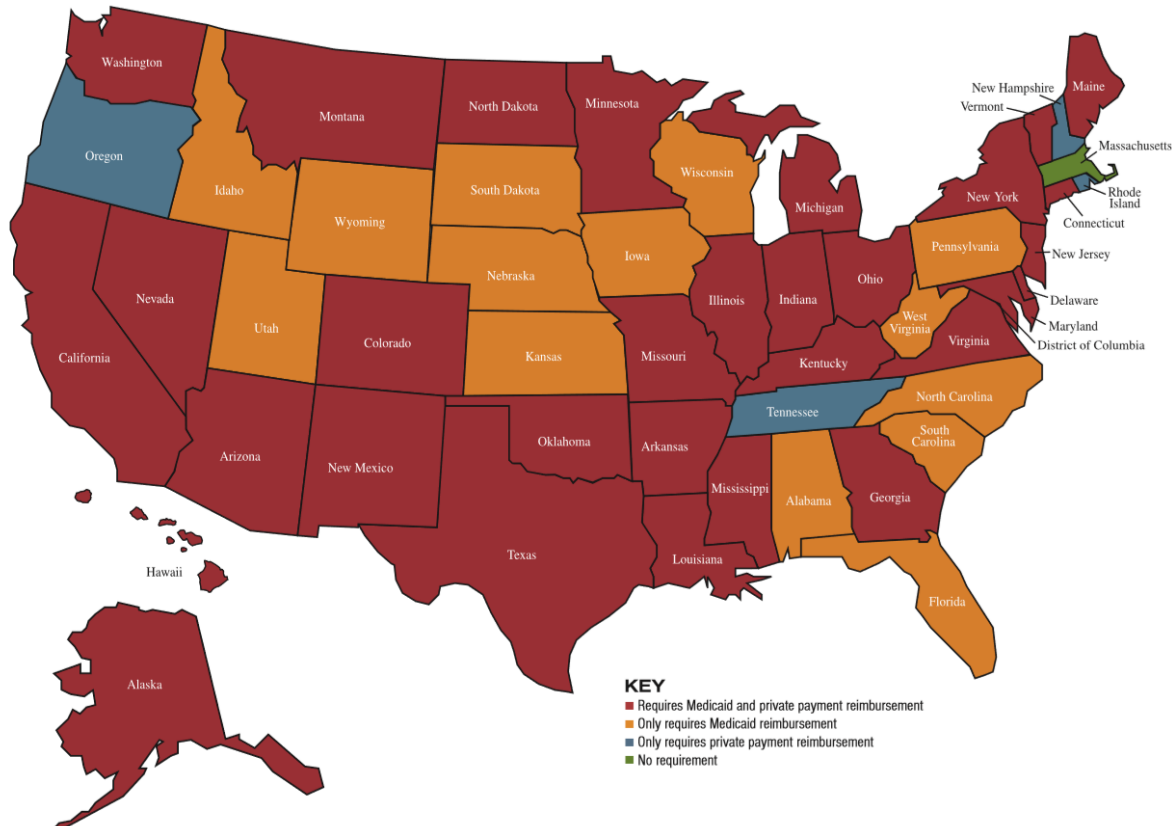 Washington
Montana
North Dakota
Minnesota
New Hampshire
Maine
Vermont
Massachusetts
Oregon
Idaho
South Dakota
Wisconsin
Wyoming
Michigan
New York
Rhode
Island
Connecticut
Iowa
Pennsylvania
New Jersey
Nebraska
Nevada
Utah
Illinois
Indiana
Ohio
Delaware
West
Virginia
Maryland
Virginia
District of Columbia
California
Colorado
Kansas
Missouri
Kentucky
North Carolina
Tennessee
South
Carolina
Oklahoma
Arkansas
Arizona
New Mexico
Mississippi
Alabama
Georgia
Texas
Louisiana
Hawaii
Florida
Alaska
KEY
Requires Medicaid and private payment reimbursement
Only requires Medicaid reimbursement
Only requires private payment reimbursement
No requirement